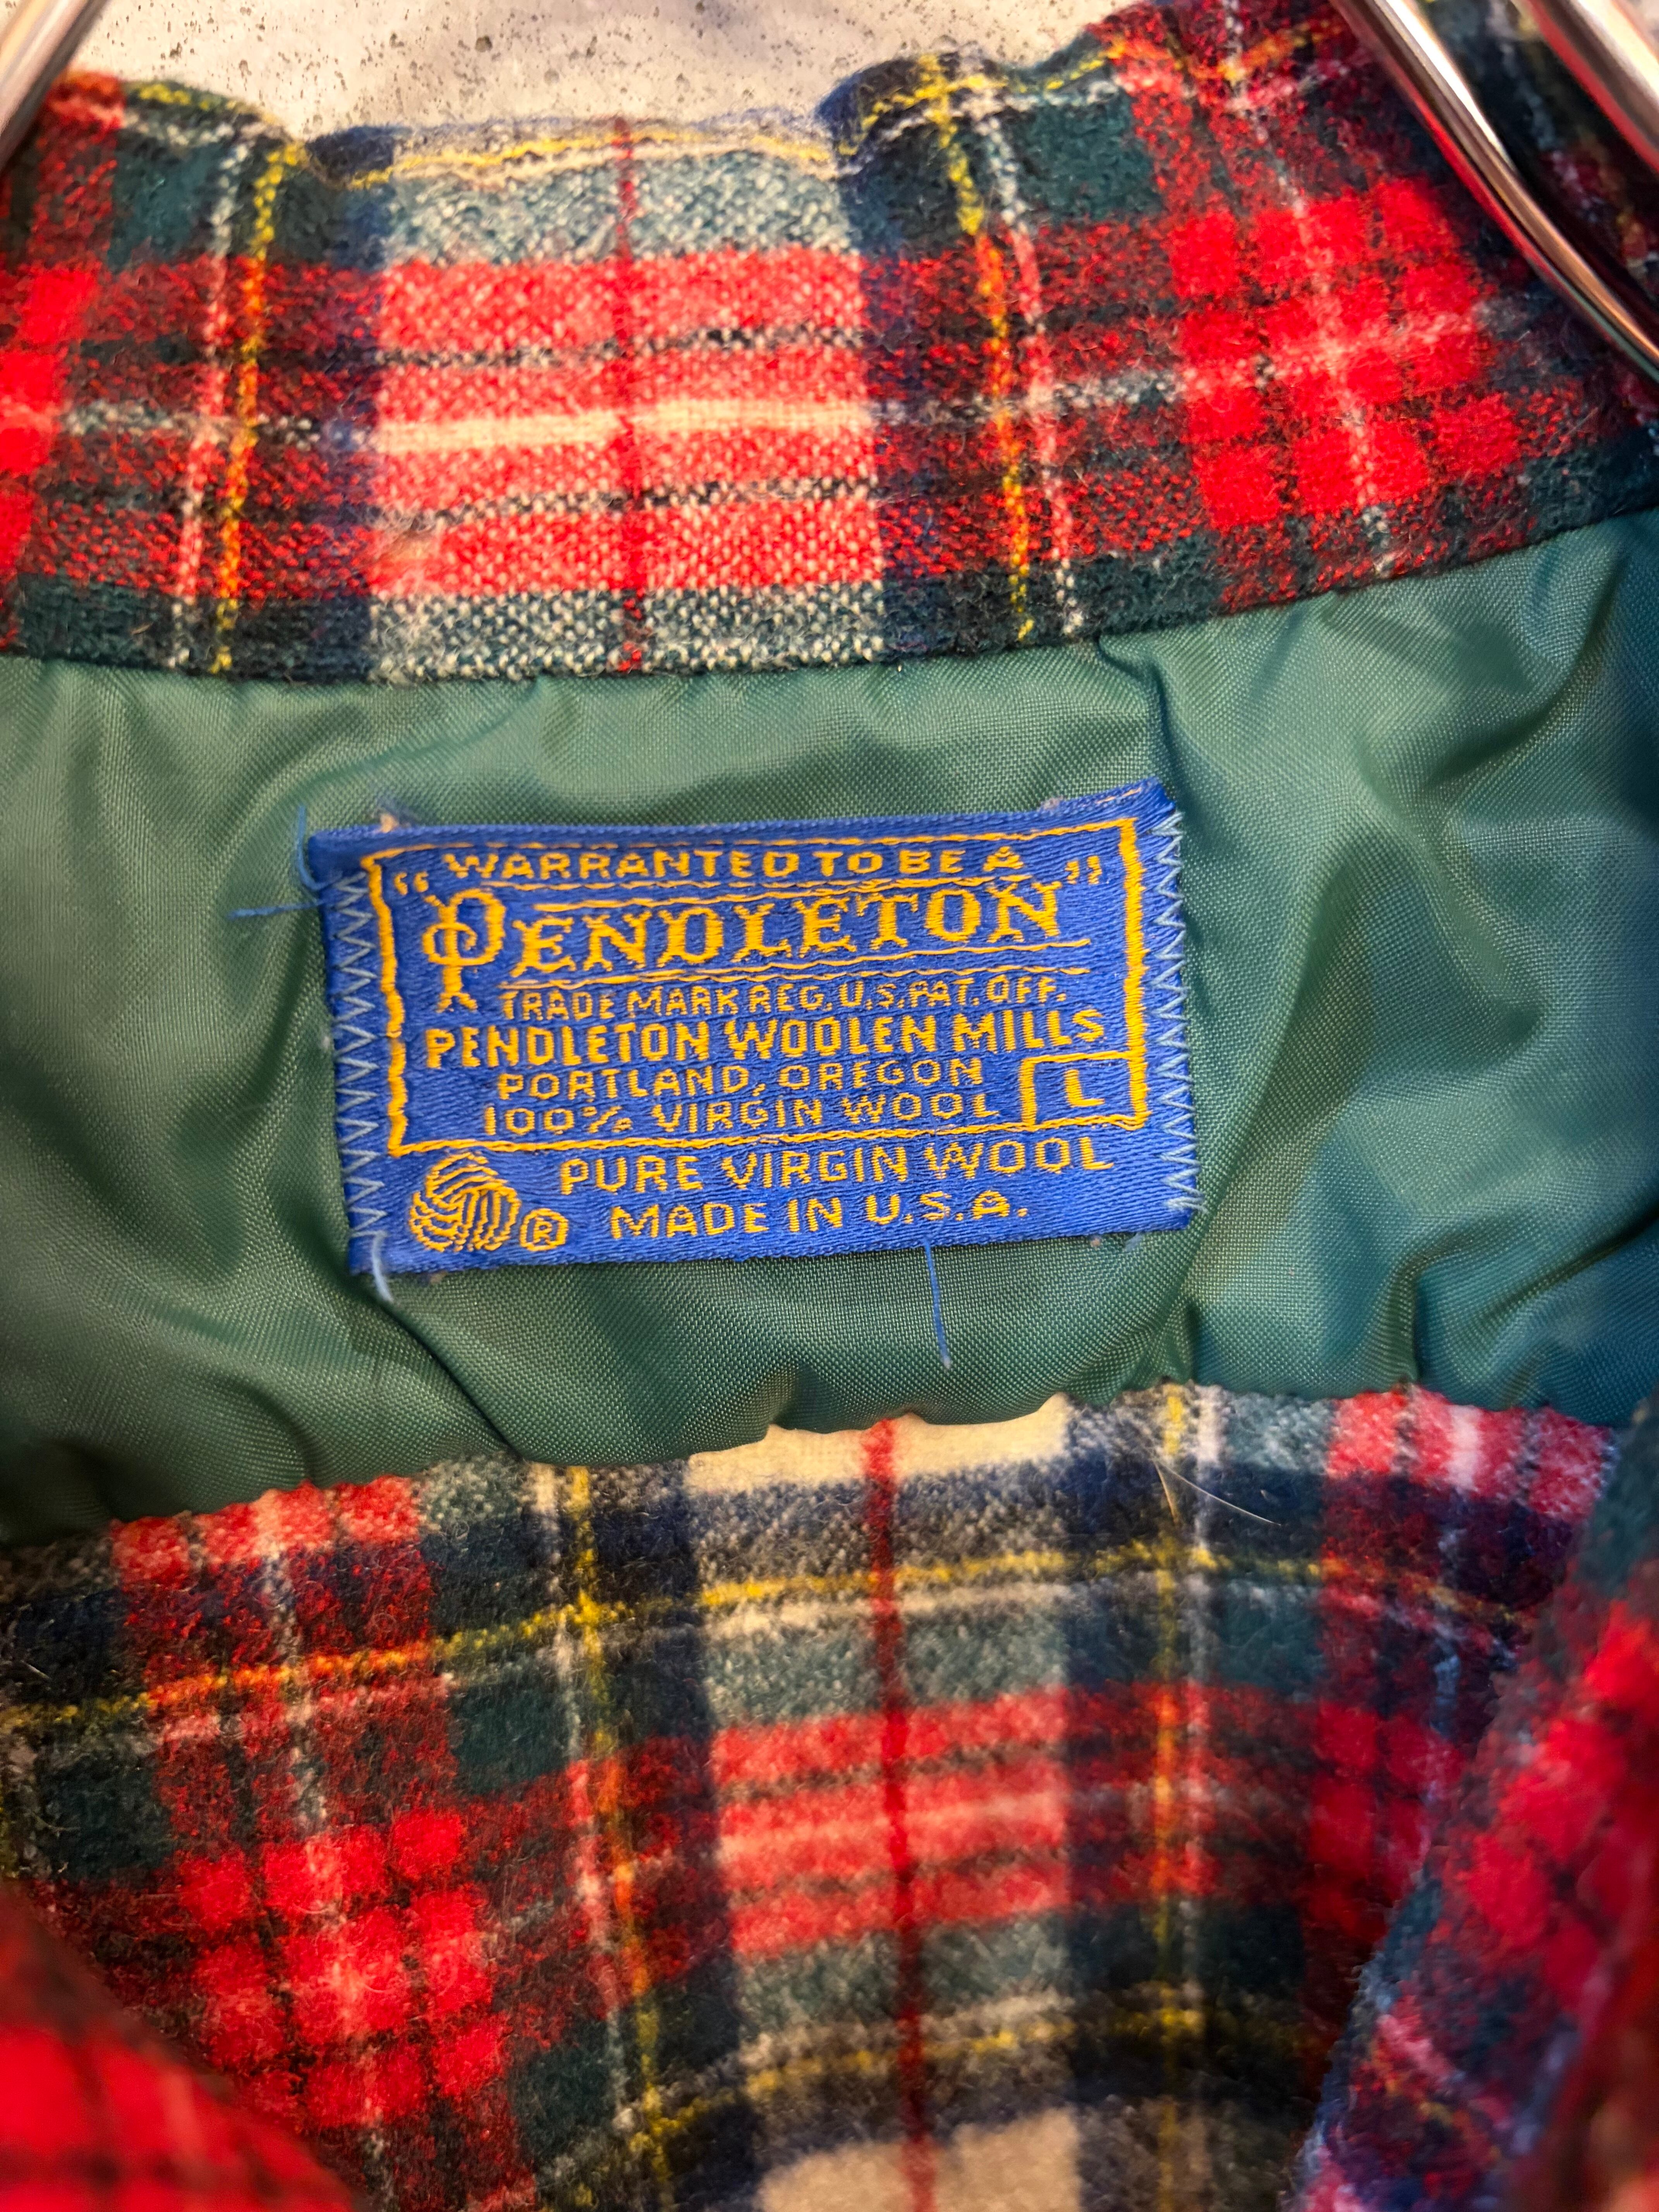 WARRANTED TO BE A
"PENDLETON"
TRADE MARK REG. U.S. PAT. OFF.
PENDLETON WOOLEN MILLS
PORTLAND, OREGON
100% VIRGIN WOOL L
PURE VIRGIN WOOL
® MADE IN U.S.A.